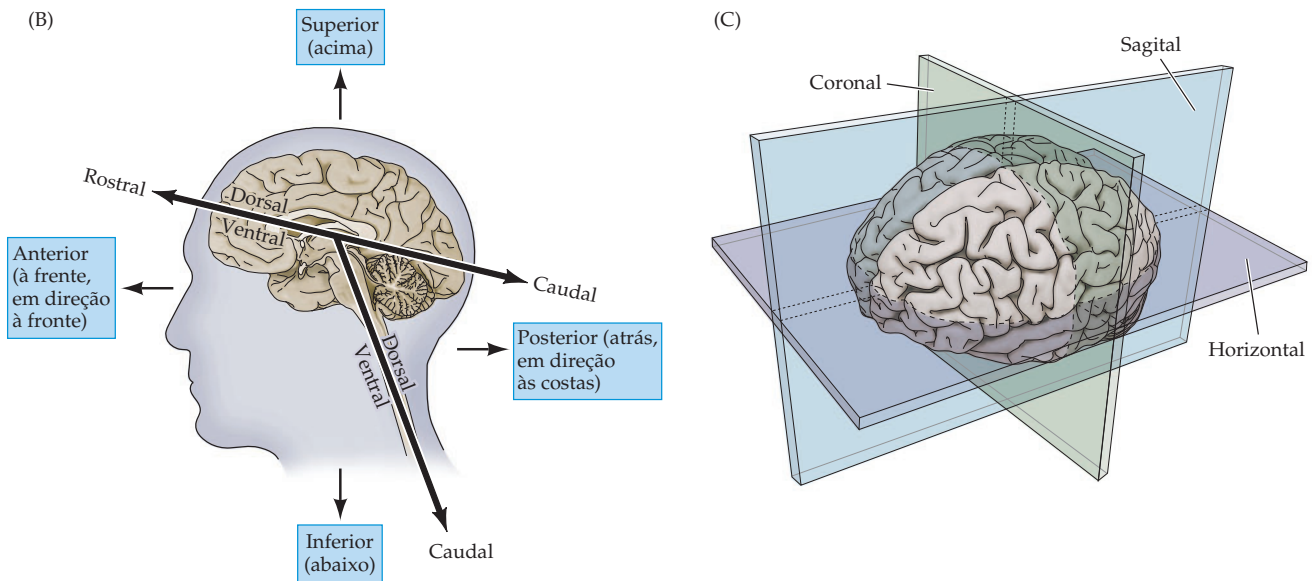 (B)
Superior
(acima)
Rostral
Dorsal
Ventral
Anterior
(à frente,
em direção
à fronte)
Caudal
Posterior (atrás,
em direção
às costas)
Dorsal
Ventral
Inferior
(abaixo)
Caudal
(C)
Sagital
Coronal
Horizontal